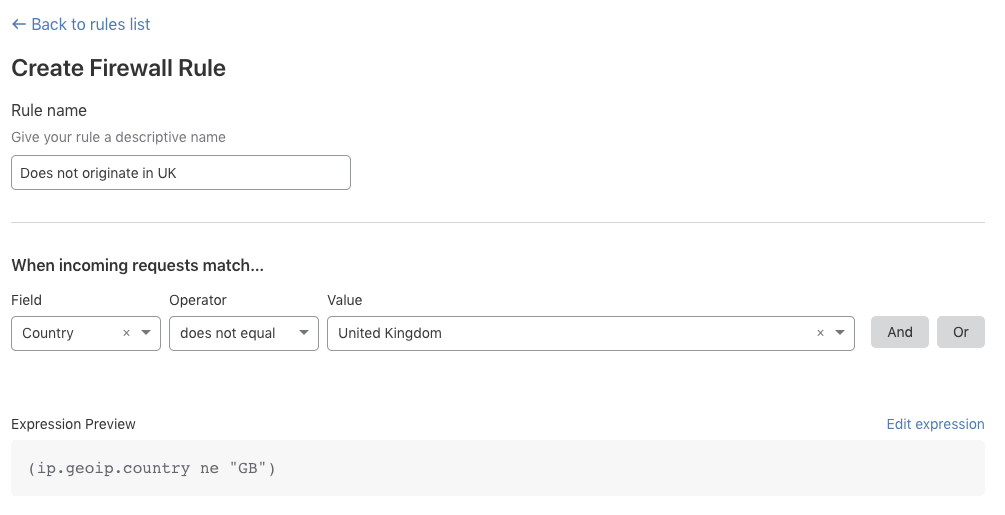 ← Back to rules list
Create Firewall Rule
Rule name
Give your rule a descriptive name
Does not originate in UK
When incoming requests match...
Field Operator Value
Country × does not equal United Kingdom × And Or
Expression Preview Edit expression
(ip.geoip.country ne "GB")